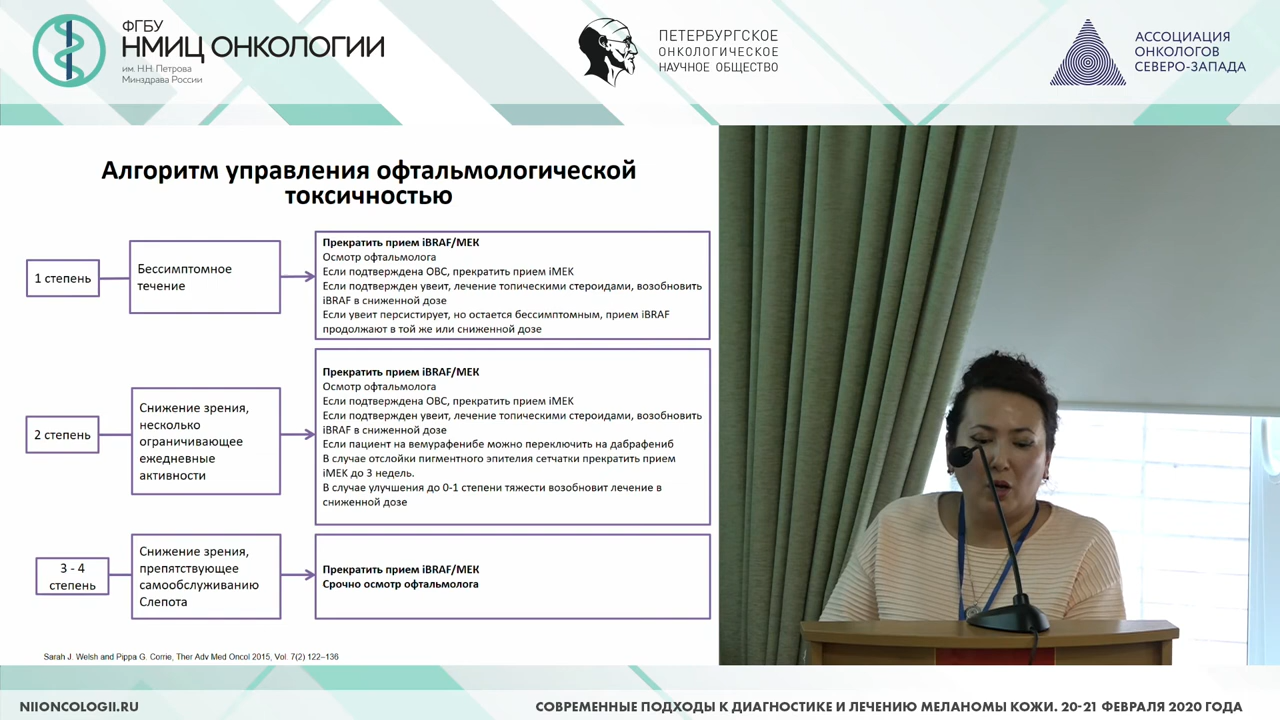 ФГБУ
НМИЦ ОНКОЛОГИИ
им. Н.Н. Петрова
Минздрава России
ПЕТЕРБУРГСКОЕ
ОНКОЛОГИЧЕСКОЕ
НАУЧНОЕ ОБЩЕСТВО
АССОЦИАЦИЯ
ОНКОЛОГОВ
СЕВЕРО-ЗАПАДА
Алгоритм управления офтальмологической
токсичностью
1 степень
Бессимптомное
течение
Прекратить прием iBRAF/MEK
Осмотр офтальмолога
Если подтверждена ОВС, прекратить прием iMEK
Если подтвержден увеит, лечение топическими стероидами, возобновить
iBRAF в сниженной дозе
Если увеит персистирует, но остается бессимптомным, прием iBRAF
продолжают в той же или сниженной дозе
2 степень
Снижение зрения,
несколько
ограничивающее
ежедневные
активности
Прекратить прием iBRAF/MEK
Осмотр офтальмолога
Если подтверждена ОВС, прекратить прием iMEK
Если подтвержден увеит, лечение топическими стероидами, возобновить
iBRAF в сниженной дозе
Если пациент на вемурафенибе можно переключить на дабрафениб
В случае отслойки пигментного эпителия сетчатки прекратить прием
iMEK до 3 недель.
В случае улучшения до 0-1 степени тяжести возобновит лечение в
сниженной дозе
3 - 4
степень
Снижение зрения,
препятствующее
самообслуживанию
Слепота
Прекратить прием iBRAF/MEK
Срочно осмотр офтальмолога
Sarah J. Welsh and Pippa G. Corrie, Ther Adv Med Oncol 2015, Vol. 7(2) 122–136
NIIONCOLOGII.RU
СОВРЕМЕННЫЕ ПОДХОДЫ К ДИАГНОСТИКЕ И ЛЕЧЕНИЮ МЕЛАНОМЫ КОЖИ. 20-21 ФЕВРАЛЯ 2020 ГОДА